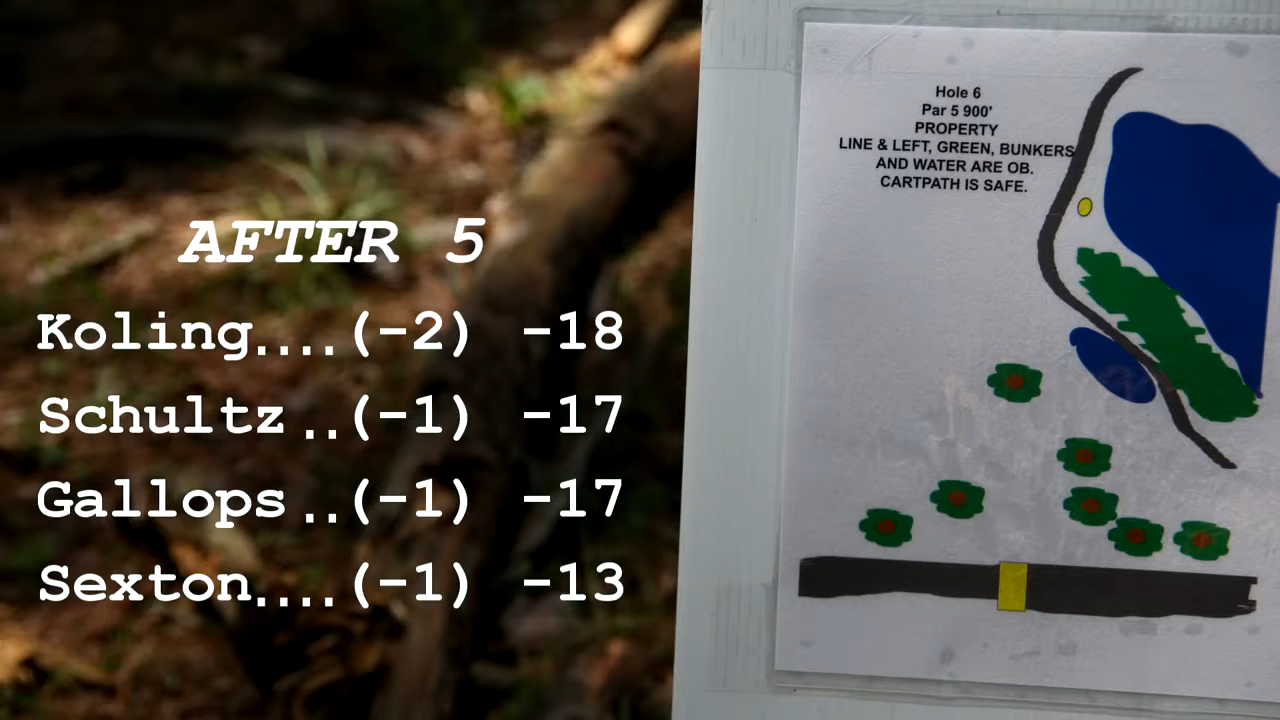 AFTER 5
Koling....(-2) -18
Schultz ..(-1) -17
Gallops ..(-1) -17
Sexton....(-1) -13
Hole 6
Par 5 900'
PROPERTY
LINE & LEFT, GREEN, BUNKERS
AND WATER ARE OB.
CARTPATH IS SAFE.